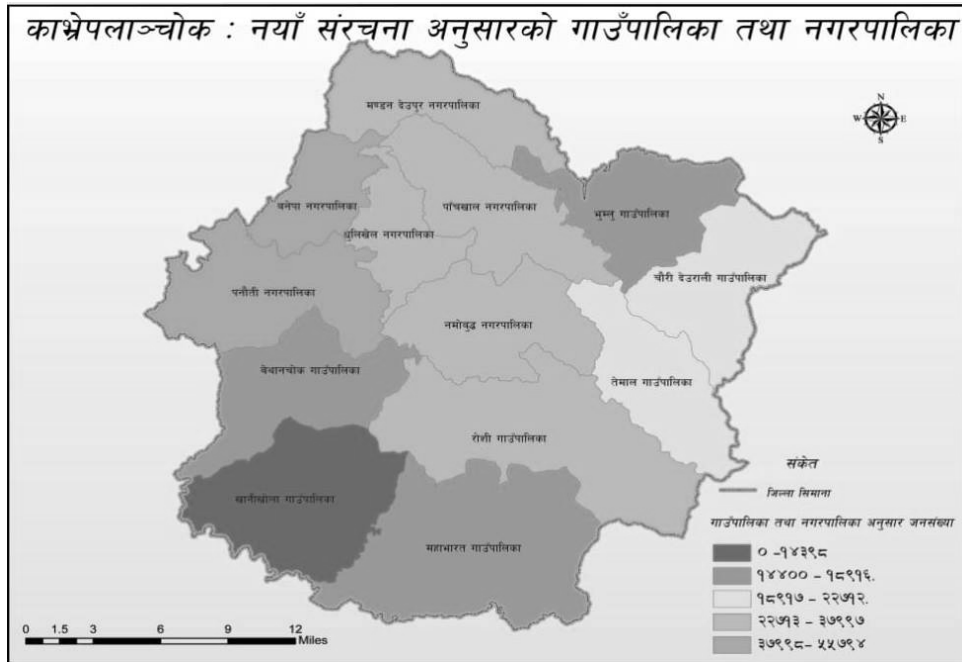 काभ्रेपलाञ्चोक : नयाँ संरचना अनुसारको गाउँपालिका तथा नगरपालिका
मण्डन देउपुर नगरपालिका
N
W E
S
बनेपा नगरपालिका
पाँचखाल नगरपालिका
भुम्लु गाउँपालिका
धुलिखेल नगरपालिका
चौरी देउराली गाउँपालिका
पनौती नगरपालिका
नमोबुद्ध नगरपालिका
बेथानचोक गाउँपालिका
तेमाल गाउँपालिका
रोशी गाउँपालिका
खानीखोला गाउँपालिका
महाभारत गाउँपालिका
संकेत
जिल्ला सिमाना
गाउँपालिका तथा नगरपालिका अनुसार जनसंख्या
० -१४३९८
१४४०० - १८९१६.
१८९१७ - २२७१२.
२२७१३ - ३७९९७
३७९९८- ५५७९४
0 1.5 3 6 9 12
Miles